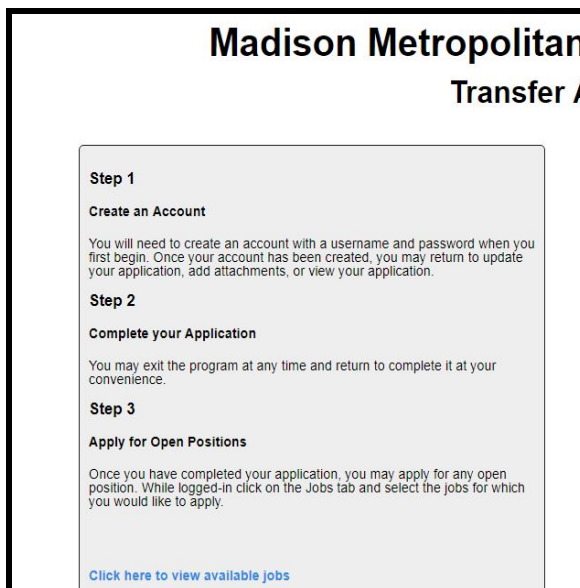 Madison Metropolitan
Transfer
Step 1
Create an Account
You will need to create an account with a username and password when you
first begin. Once your account has been created, you may return to update
your application, add attachments, or view your application.
Step 2
Complete your Application
You may exit the program at any time and return to complete it at your
convenience.
Step 3
Apply for Open Positions
Once you have completed your application, you may apply for any open
position. While logged-in click on the Jobs tab and select the jobs for which
you would like to apply.
Click here to view available jobs